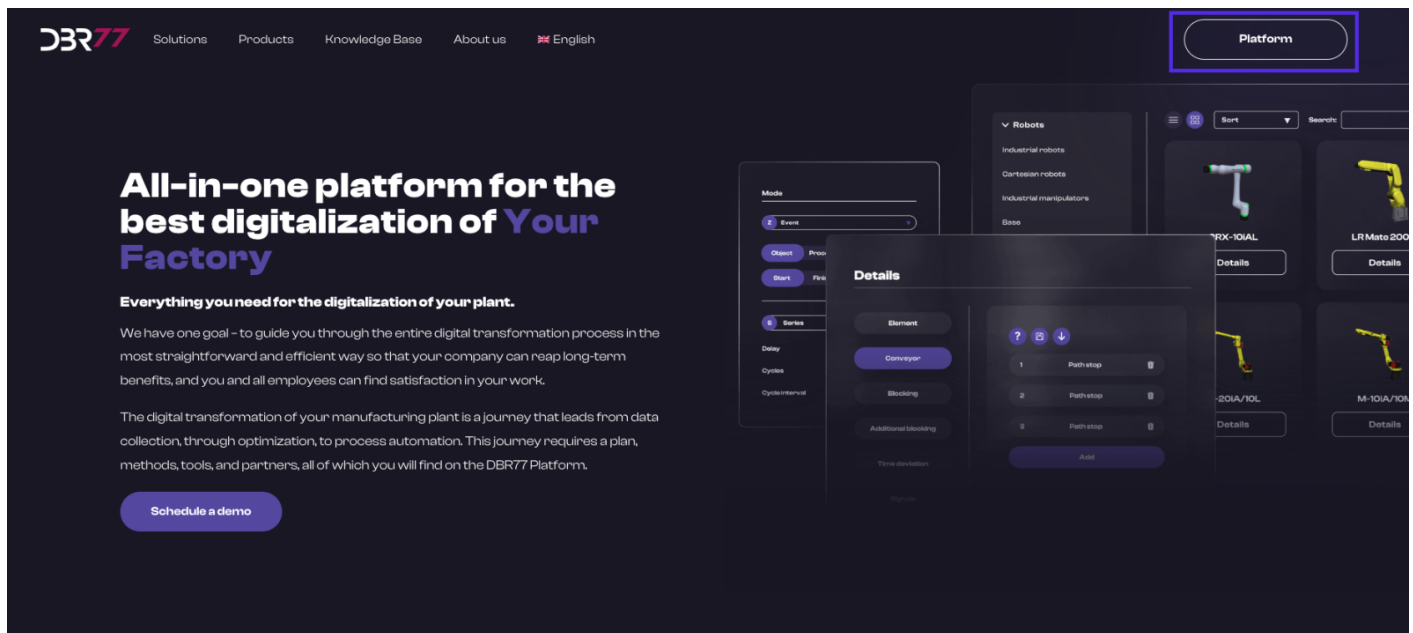 DBR77
Solutions
Products
Knowledge Base
About us
English
Platform
All-in-one platform for the
best digitalization of Your
Factory
Everything you need for the digitalization of your plant.
We have one goal – to guide you through the entire digital transformation process in the
most straightforward and efficient way so that your company can reap long-term
benefits, and you and all employees can find satisfaction in your work.
The digital transformation of your manufacturing plant is a journey that leads from data
collection, through optimization, to process automation. This journey requires a plan,
methods, tools, and partners, all of which you will find on the DBR77 Platform.
Schedule a demo
Mode
Event
Object
Start
Series
Delay
Cycles
Cycle interval
Details
Element
Conveyor
Blocking
Additional blocking
Time deviation
?
1 Path stop
2 Path stop
3 Path stop
Add
Robots
Industrial robots
Cartesian robots
Industrial manipulators
Base
Sort
Search:
RX-10iAL
Details
LR Mate 200
Details
-20iA/10L
Details
M-10iA/10M
Details